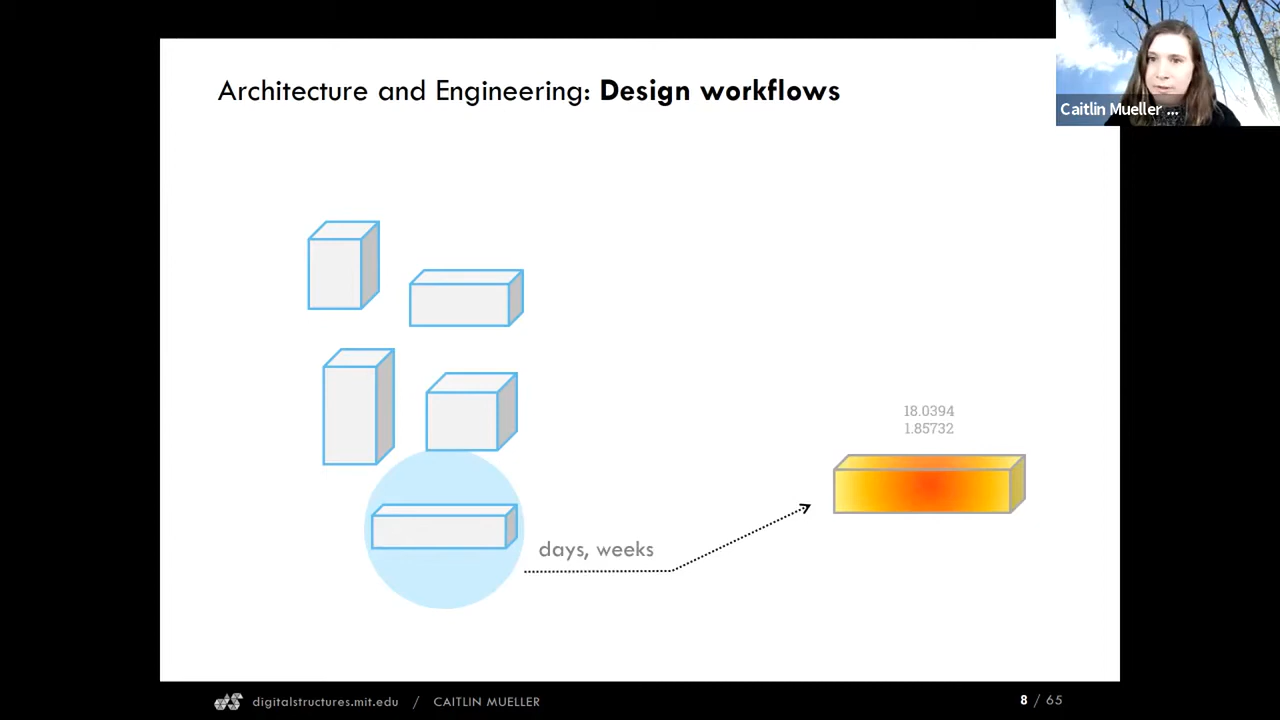 Architecture and Engineering: Design workflows
Caitlin Mueller ...
18.0394
1.85732
days, weeks
digitalstructures.mit.edu / CAITLIN MUELLER
8 / 65